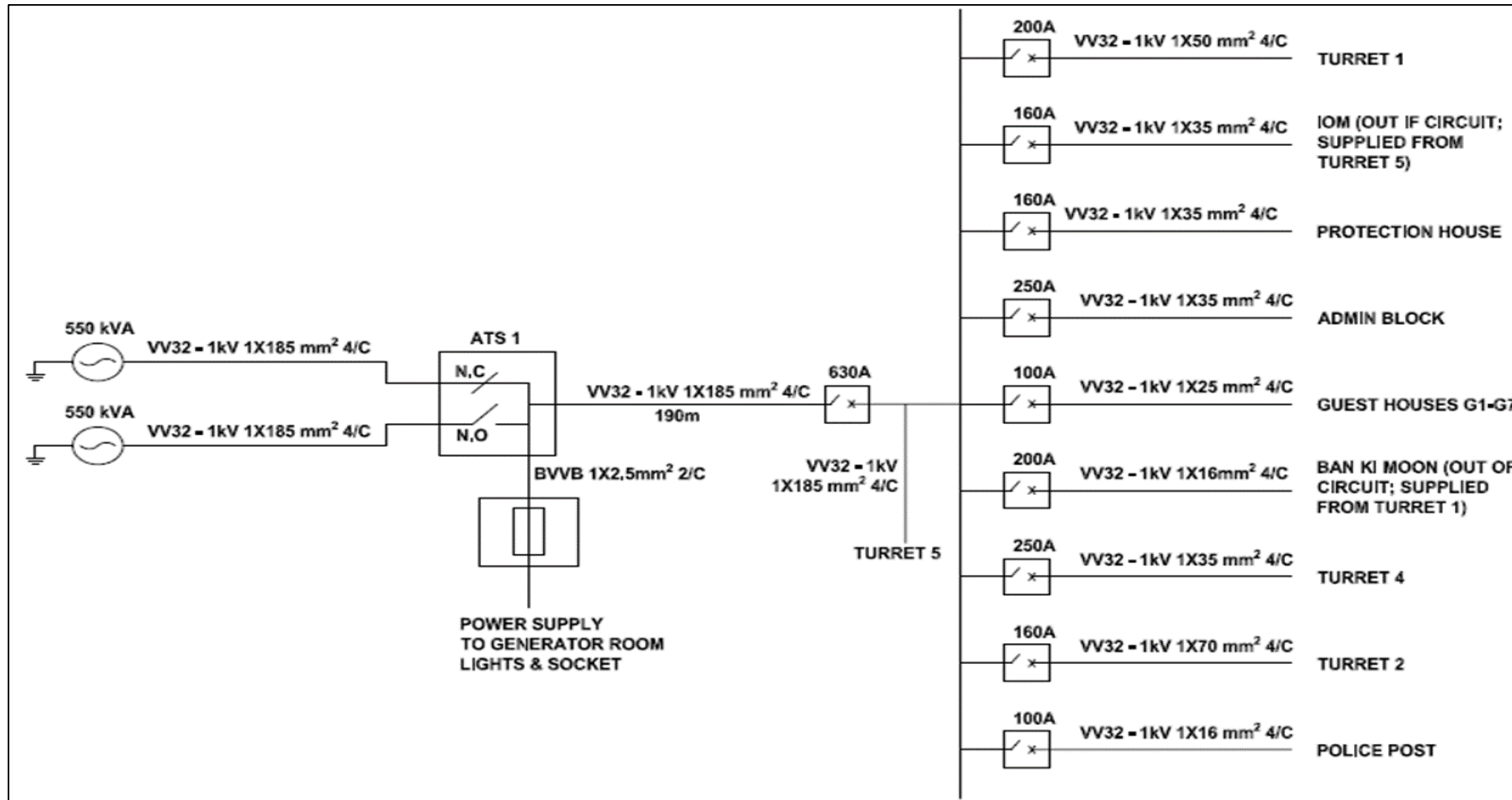 550 kVA
VV32 - 1kV 1X185 mm² 4/C
550 kVA
VV32 - 1kV 1X185 mm² 4/C
ATS 1
N.C
N.O
VV32 - 1kV 1X185 mm² 4/C
190m
BVVB 1X2.5mm² 2/C
POWER SUPPLY
TO GENERATOR ROOM
LIGHTS & SOCKET
630A
VV32 - 1kV
1X185 mm² 4/C
TURRET 5
200A
VV32 - 1kV 1X50 mm² 4/C
TURRET 1
160A
VV32 - 1kV 1X35 mm² 4/C
IOM (OUT IF CIRCUIT;
SUPPLIED FROM
TURRET 5)
160A
VV32 - 1kV 1X35 mm² 4/C
PROTECTION HOUSE
250A
VV32 - 1kV 1X35 mm² 4/C
ADMIN BLOCK
100A
VV32 - 1kV 1X25 mm² 4/C
GUEST HOUSES G1-G7
200A
VV32 - 1kV 1X16mm² 4/C
BAN KI MOON (OUT OF
CIRCUIT; SUPPLIED
FROM TURRET 1)
250A
VV32 - 1kV 1X35 mm² 4/C
TURRET 4
160A
VV32 - 1kV 1X70 mm² 4/C
TURRET 2
100A
VV32 - 1kV 1X16 mm² 4/C
POLICE POST